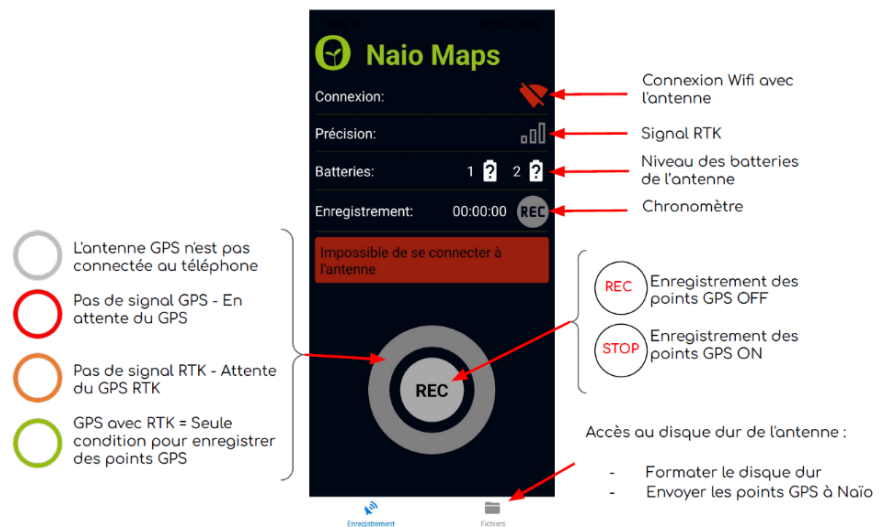 Naio Maps
Connexion:
Précision:
Batteries:
1 ? 2 ?
Enregistrement:
00:00:00 REC
Impossible de se connecter à
l'antenne
REC
Enregistrement
Fichiers
Connexion Wifi avec
l'antenne
Signal RTK
Niveau des batteries
de l'antenne
Chronomètre
L'antenne GPS n'est pas
connectée au téléphone
Pas de signal GPS - En
attente du GPS
Pas de signal RTK - Attente
du GPS RTK
GPS avec RTK = Seule
condition pour enregistrer
des points GPS
REC
Enregistrement des
points GPS OFF
STOP
Enregistrement des
points GPS ON
Accès au disque dur de l'antenne :
- Formater le disque dur
- Envoyer les points GPS à Naïo